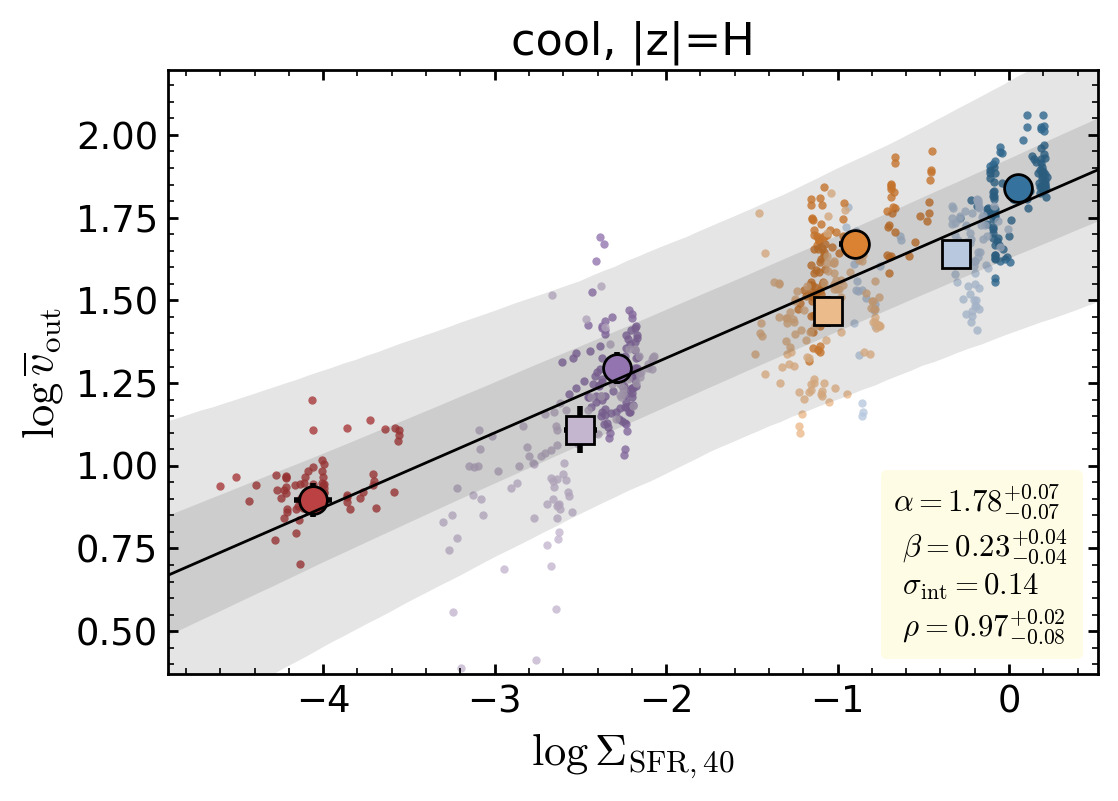 cool, |z|=H
log v̅_out
2.00
1.75
1.50
1.25
1.00
0.75
0.50
α = 1.78^{+0.07}_{−0.07}
β = 0.23^{+0.04}_{−0.04}
σ_int = 0.14
ρ = 0.97^{+0.02}_{−0.08}
−4 −3 −2 −1 0
log Σ_{SFR, 40}